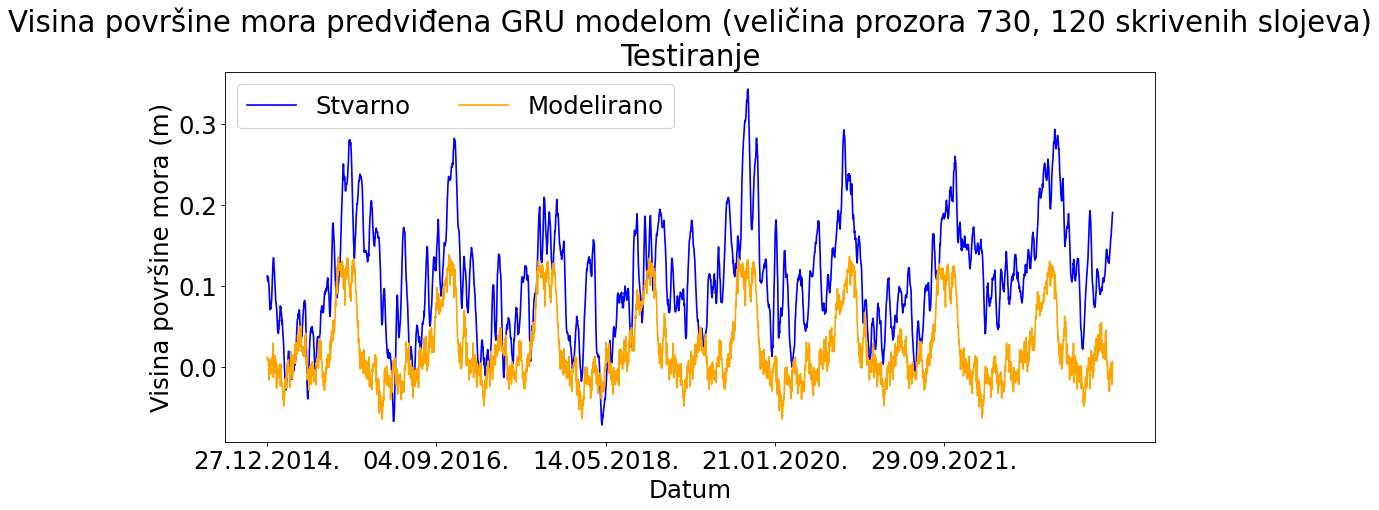 Visina površine mora predviđena GRU modelom (veličina prozora 730, 120 skrivenih slojeva)
Testiranje
Stvarno
Modelirano
Visina površine mora (m)
0.3
0.2
0.1
0.0
27.12.2014.
04.09.2016.
14.05.2018.
21.01.2020.
29.09.2021.
Datum